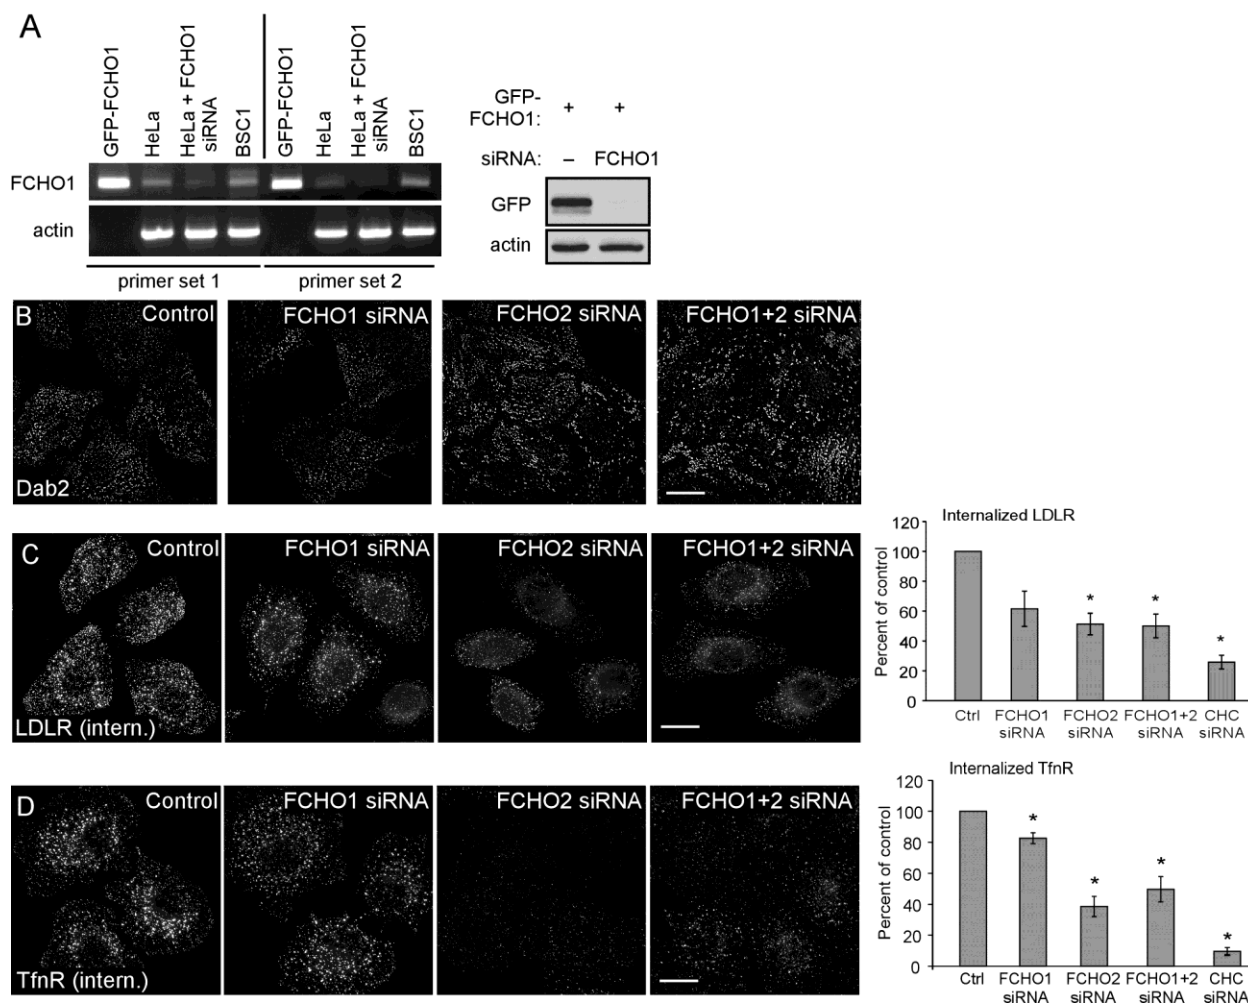 A
GFP-FCHO1
HeLa
HeLa + FCHO1
siRNA
BSC1
GFP-FCHO1
HeLa
HeLa + FCHO1
siRNA
BSC1
FCHO1
actin
primer set 1
primer set 2
GFP-
FCHO1: + +
siRNA: – FCHO1
GFP
actin
B
Control
FCHO1 siRNA
FCHO2 siRNA
FCHO1+2 siRNA
Dab2
C
Control
FCHO1 siRNA
FCHO2 siRNA
FCHO1+2 siRNA
LDLR (intern.)
Internalized LDLR
Percent of control
120
100
80
60
40
20
0
*
*
*
Ctrl
FCHO1
siRNA
FCHO2
siRNA
FCHO1+2
siRNA
CHC
siRNA
D
Control
FCHO1 siRNA
FCHO2 siRNA
FCHO1+2 siRNA
TfnR (intern.)
Internalized TfnR
Percent of control
120
100
80
60
40
20
0
*
*
*
*
Ctrl
FCHO1
siRNA
FCHO2
siRNA
FCHO1+2
siRNA
CHC
siRNA